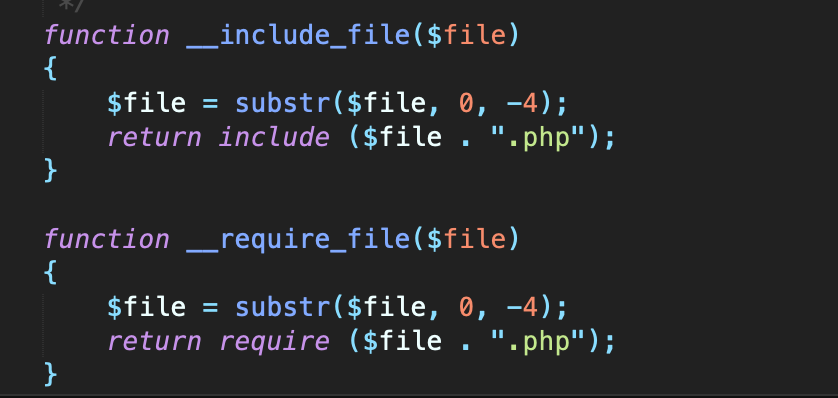 */
function __include_file($file)
{
    $file = substr($file, 0, -4);
    return include ($file . ".php");
}
function __require_file($file)
{
    $file = substr($file, 0, -4);
    return require ($file . ".php");
}